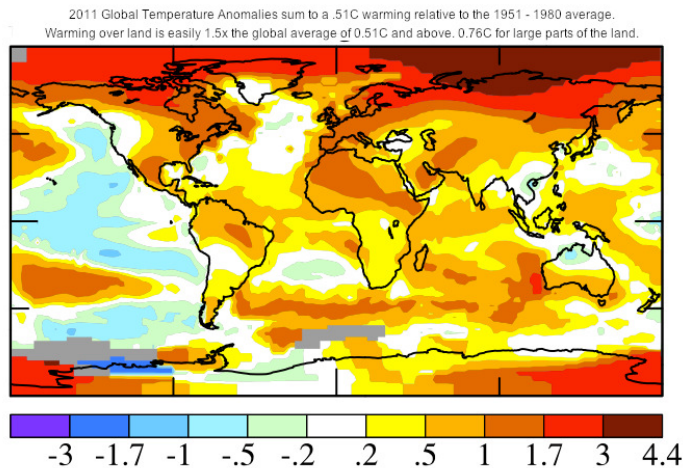 2011 Global Temperature Anomalies sum to a .51C warming relative to the 1951 - 1980 average.
Warming over land is easily 1.5x the global average of 0.51C and above. 0.76C for large parts of the land.
-3 -1.7 -1 -.5 -.2 .2 .5 1 1.7 3 4.4